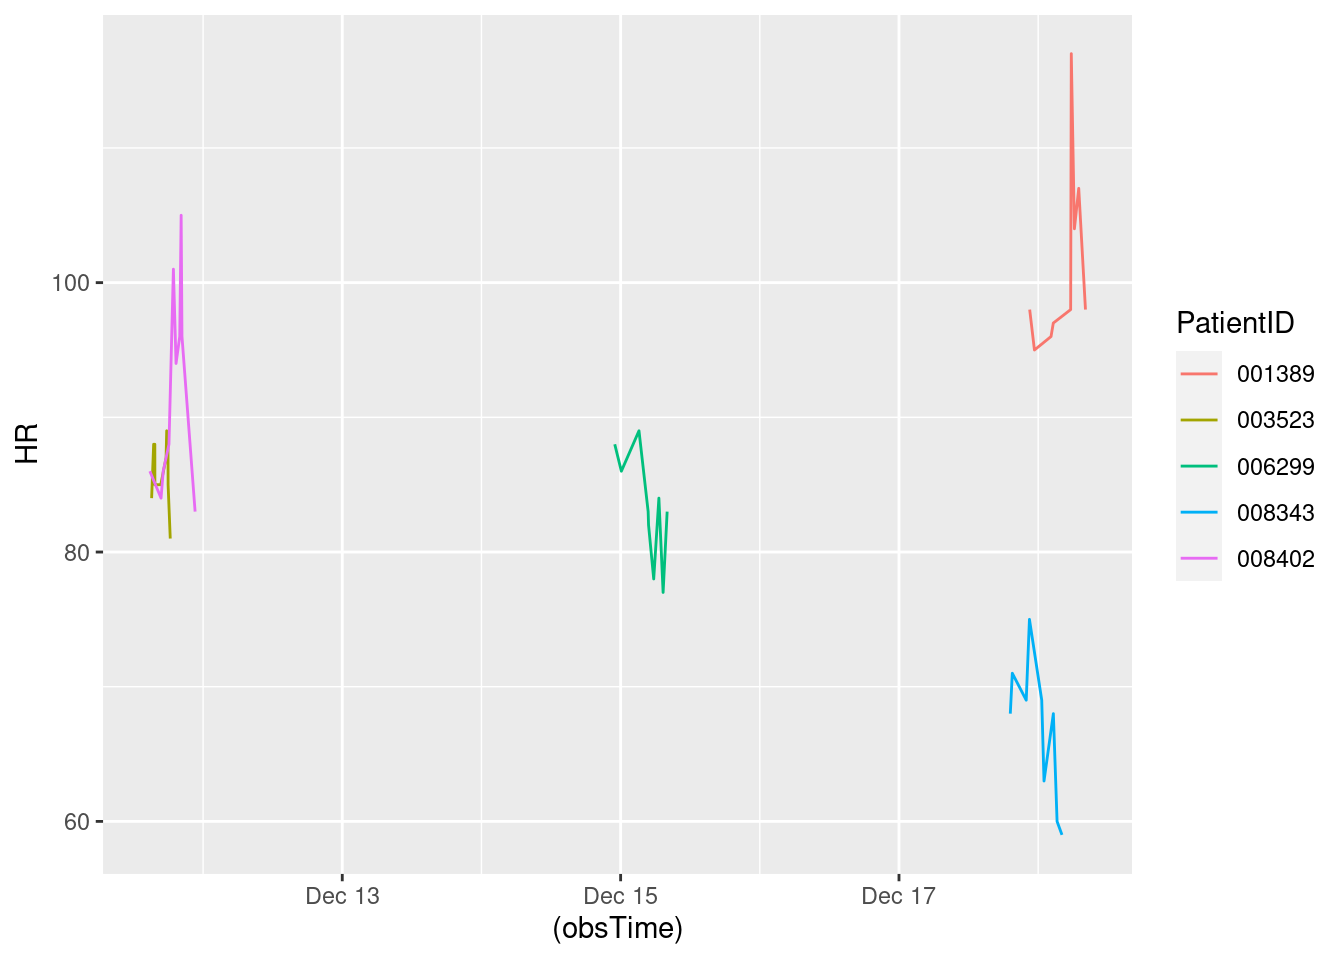 HR
100
80
60
Dec 13
Dec 15
Dec 17
(obsTime)
PatientID
001389
003523
006299
008343
008402